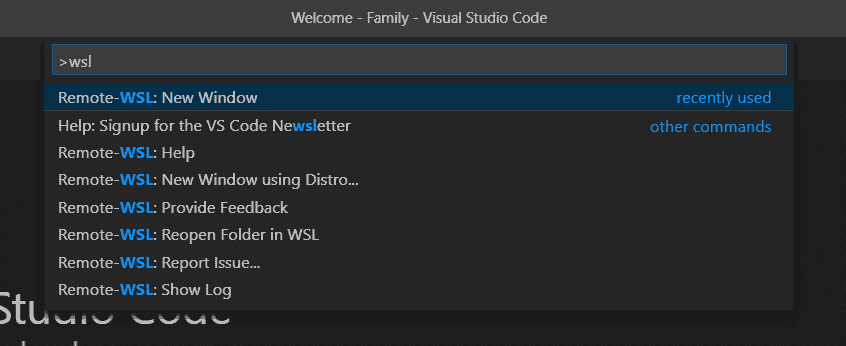 Welcome - Family - Visual Studio Code
>wsl
Remote-WSL: New Window recently used
Help: Signup for the VS Code Newsletter other commands
Remote-WSL: Help
Remote-WSL: New Window using Distro...
Remote-WSL: Provide Feedback
Remote-WSL: Reopen Folder in WSL
Remote-WSL: Report Issue...
Remote-WSL: Show Log
Studio Code